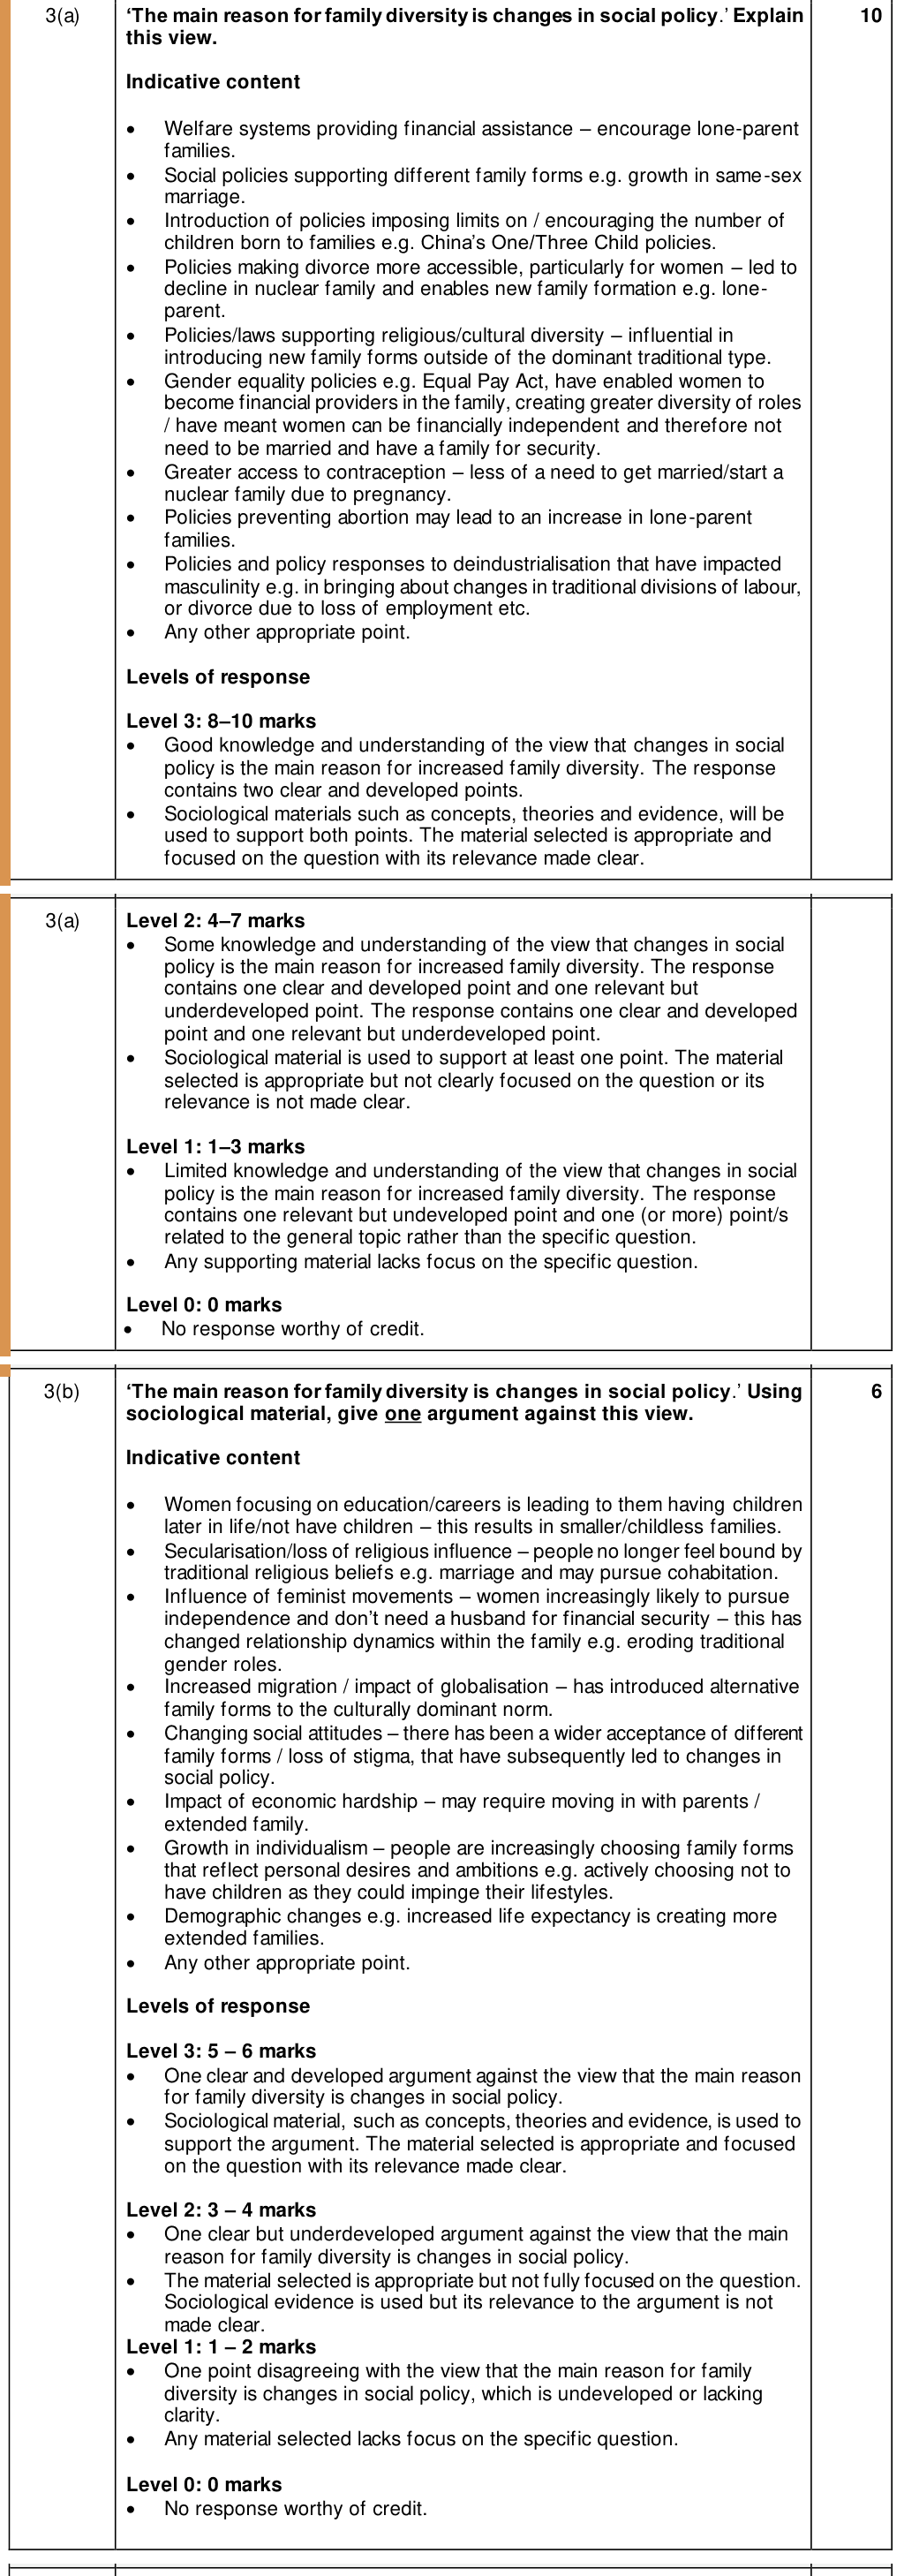 3(a)
‘The main reason for family diversity is changes in social policy.’ Explain
this view.
10
Indicative content
• Welfare systems providing financial assistance – encourage lone-parent
families.
• Social policies supporting different family forms e.g. growth in same-sex
marriage.
• Introduction of policies imposing limits on / encouraging the number of
children born to families e.g. China’s One/Three Child policies.
• Policies making divorce more accessible, particularly for women – led to
decline in nuclear family and enables new family formation e.g. lone-
parent.
• Policies/laws supporting religious/cultural diversity – influential in
introducing new family forms outside of the dominant traditional type.
• Gender equality policies e.g. Equal Pay Act, have enabled women to
become financial providers in the family, creating greater diversity of roles
/ have meant women can be financially independent and therefore not
need to be married and have a family for security.
• Greater access to contraception – less of a need to get married/start a
nuclear family due to pregnancy.
• Policies preventing abortion may lead to an increase in lone-parent
families.
• Policies and policy responses to deindustrialisation that have impacted
masculinity e.g. in bringing about changes in traditional divisions of labour,
or divorce due to loss of employment etc.
• Any other appropriate point.
Levels of response
Level 3: 8–10 marks
• Good knowledge and understanding of the view that changes in social
policy is the main reason for increased family diversity. The response
contains two clear and developed points.
• Sociological materials such as concepts, theories and evidence, will be
used to support both points. The material selected is appropriate and
focused on the question with its relevance made clear.
3(a)
Level 2: 4–7 marks
• Some knowledge and understanding of the view that changes in social
policy is the main reason for increased family diversity. The response
contains one clear and developed point and one relevant but
underdeveloped point. The response contains one clear and developed
point and one relevant but underdeveloped point.
• Sociological material is used to support at least one point. The material
selected is appropriate but not clearly focused on the question or its
relevance is not made clear.
Level 1: 1–3 marks
• Limited knowledge and understanding of the view that changes in social
policy is the main reason for increased family diversity. The response
contains one relevant but undeveloped point and one (or more) point/s
related to the general topic rather than the specific question.
• Any supporting material lacks focus on the specific question.
Level 0: 0 marks
• No response worthy of credit.
3(b)
‘The main reason for family diversity is changes in social policy.’ Using
sociological material, give one argument against this view.
6
Indicative content
• Women focusing on education/careers is leading to them having children
later in life/not have children – this results in smaller/childless families.
• Secularisation/loss of religious influence – people no longer feel bound by
traditional religious beliefs e.g. marriage and may pursue cohabitation.
• Influence of feminist movements – women increasingly likely to pursue
independence and don’t need a husband for financial security – this has
changed relationship dynamics within the family e.g. eroding traditional
gender roles.
• Increased migration / impact of globalisation – has introduced alternative
family forms to the culturally dominant norm.
• Changing social attitudes – there has been a wider acceptance of different
family forms / loss of stigma, that have subsequently led to changes in
social policy.
• Impact of economic hardship – may require moving in with parents /
extended family.
• Growth in individualism – people are increasingly choosing family forms
that reflect personal desires and ambitions e.g. actively choosing not to
have children as they could impinge their lifestyles.
• Demographic changes e.g. increased life expectancy is creating more
extended families.
• Any other appropriate point.
Levels of response
Level 3: 5 – 6 marks
• One clear and developed argument against the view that the main reason
for family diversity is changes in social policy.
• Sociological material, such as concepts, theories and evidence, is used to
support the argument. The material selected is appropriate and focused
on the question with its relevance made clear.
Level 2: 3 – 4 marks
• One clear but underdeveloped argument against the view that the main
reason for family diversity is changes in social policy.
• The material selected is appropriate but not fully focused on the question.
Sociological evidence is used but its relevance to the argument is not
made clear.
Level 1: 1 – 2 marks
• One point disagreeing with the view that the main reason for family
diversity is changes in social policy, which is undeveloped or lacking
clarity.
• Any material selected lacks focus on the specific question.
Level 0: 0 marks
• No response worthy of credit.